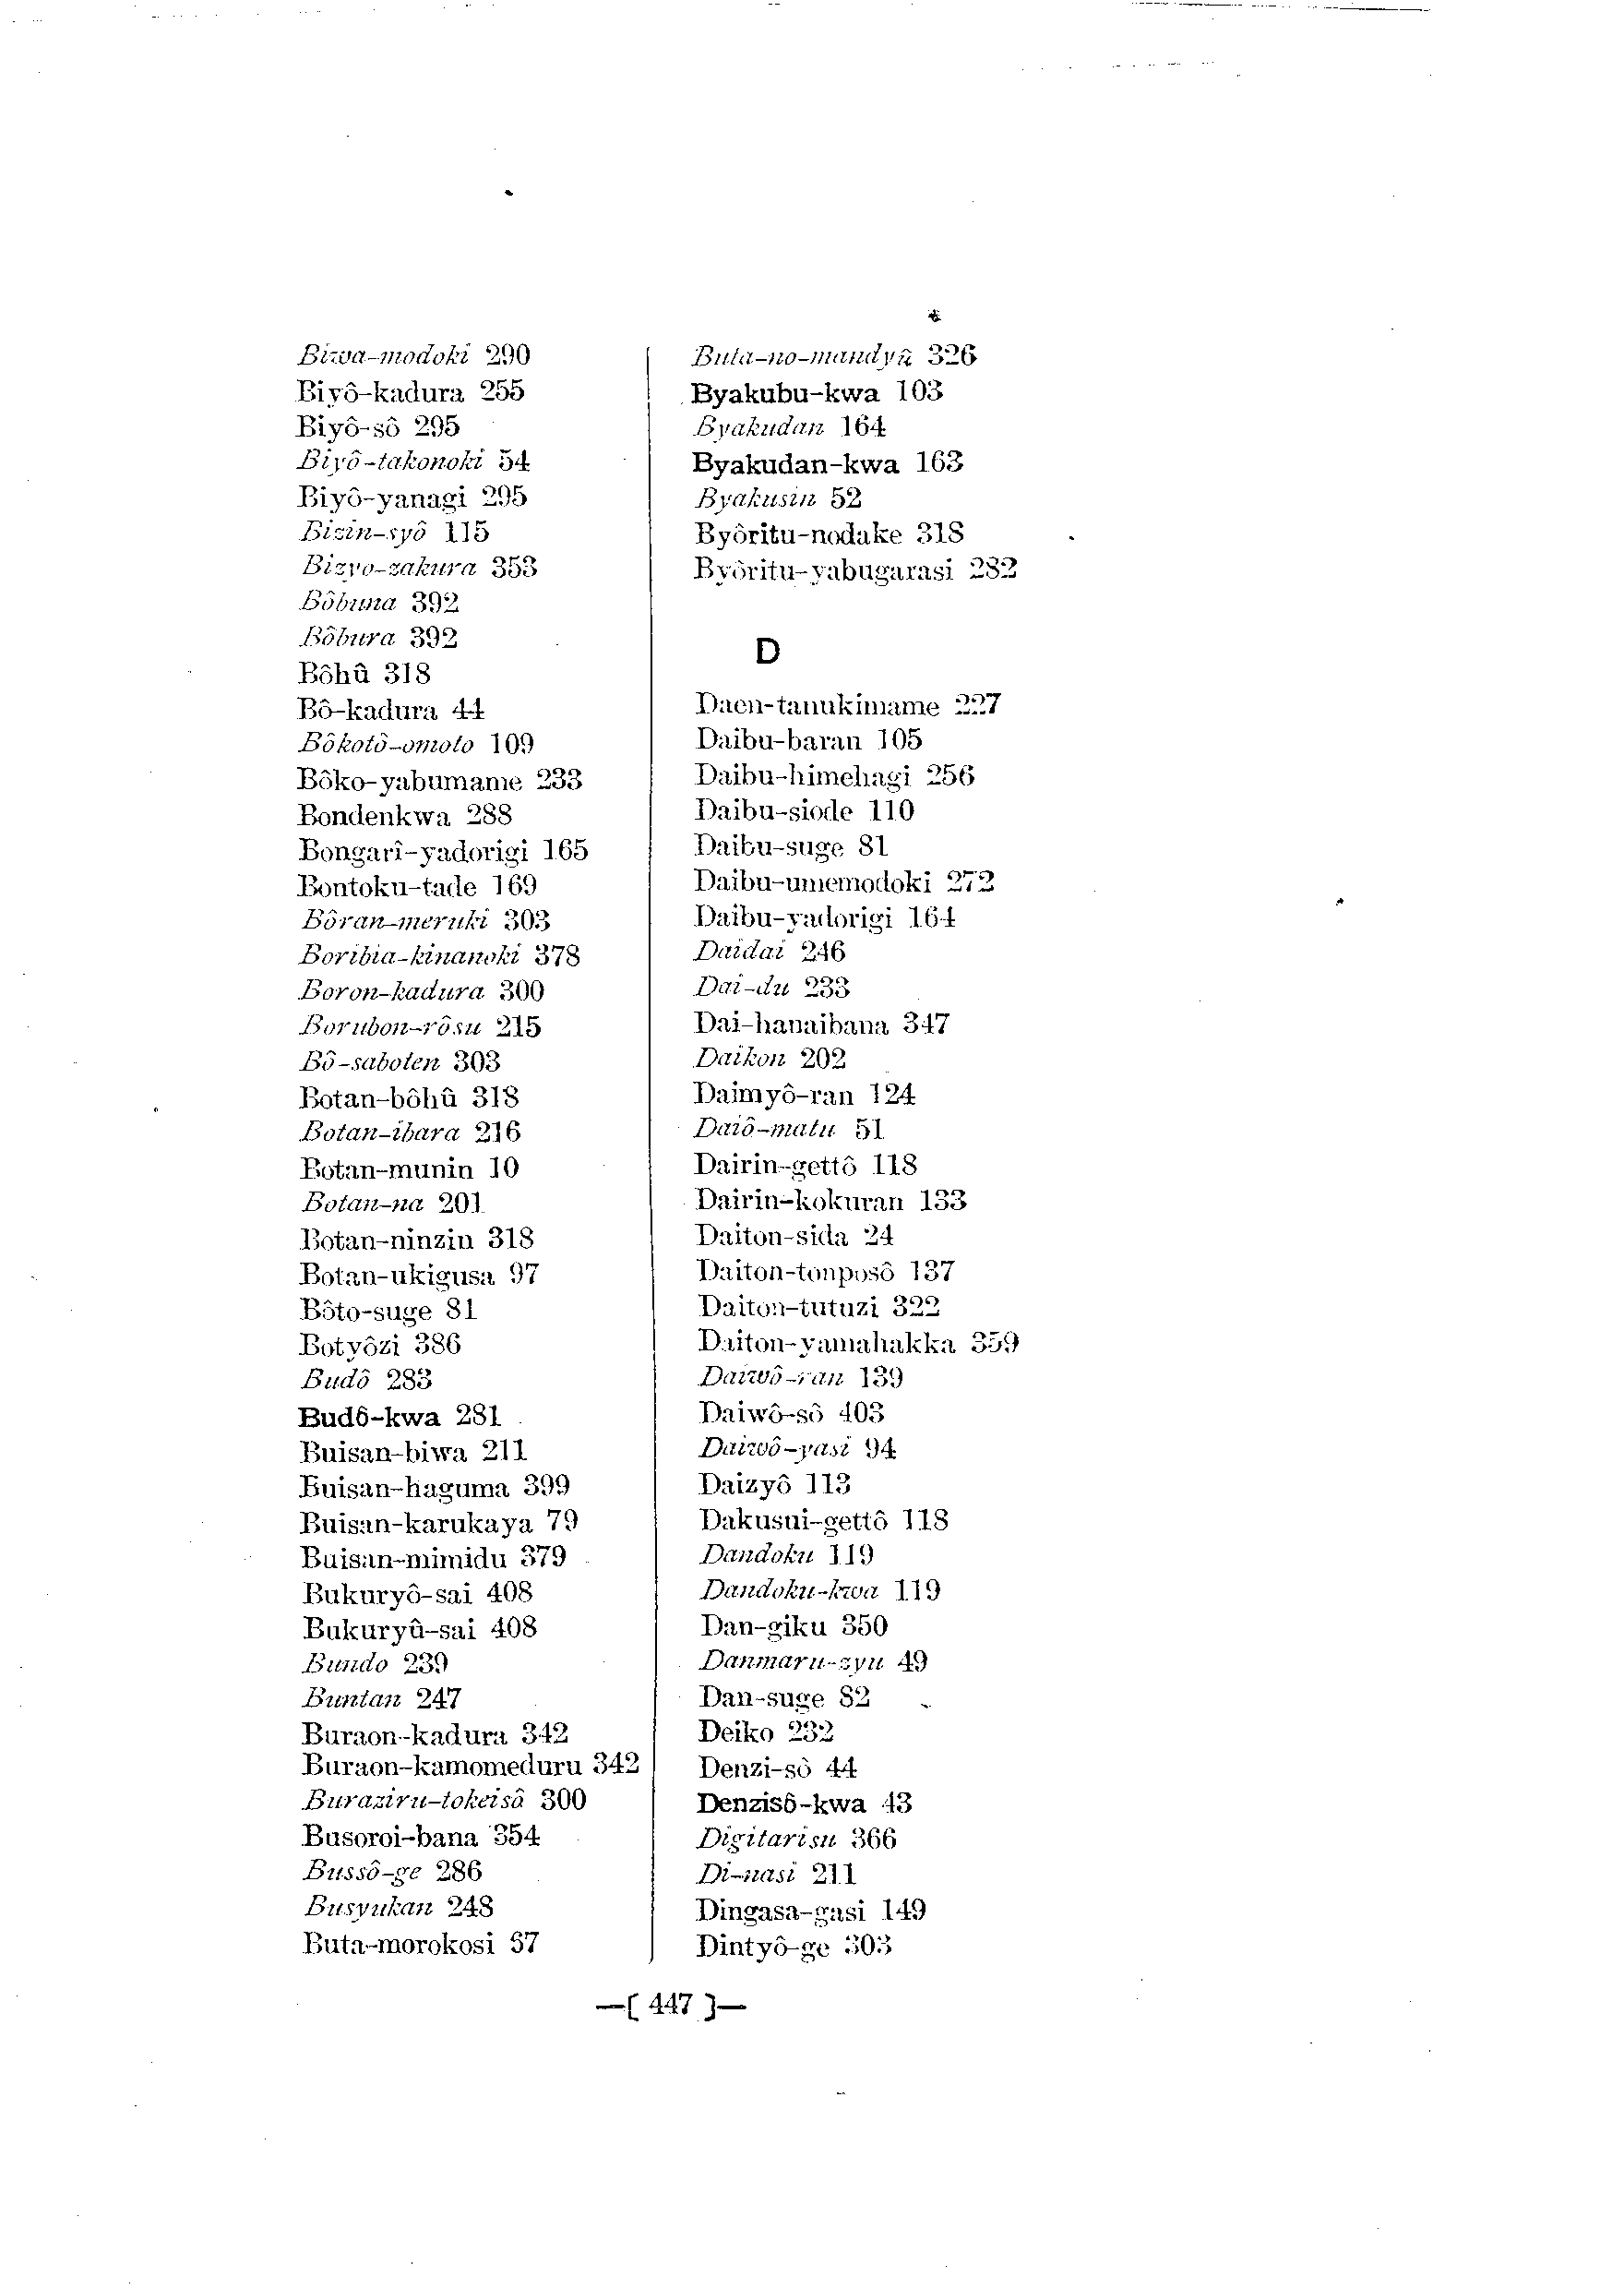 Biwa-modoki 290
Biyô-kadura 255
Biyô-sô 295
Biyô-takonoki 54
Biyô-yanagi 295
Bizin-syô 115
Bizyo-zakura 353
Bôbuna 392
Bôbura 392
Bôhû 318
Bô-kadura 44
Bôkotô-omoto 109
Bôko-yabumame 233
Bondenkwa 288
Bongari-yadorigi 165
Bontoku-tade 169
Bôran-meruki 303
Boribia-kinanoki 378
Boron-kadura 300
Borubon-rôsu 215
Bô-saboten 303
Botan-bôhû 318
Botan-ibara 216
Botan-munin 10
Botan-na 201
Botan-ninzin 318
Botan-ukigusa 97
Bôto-suge 81
Botyôzi 386
Budô 283
Budô-kwa 281
Buisan-biwa 211
Buisan-haguma 399
Buisan-karukaya 79
Buisan-mimidu 379
Bukuryô-sai 408
Bukuryû-sai 408
Bundo 239
Buntan 247
Buraon-kadura 342
Buraon-kamomeduru 342
Buraziru-tokeisô 300
Busoroi-bana 354
Bussô-ge 286
Busyukan 248
Buta-morokosi 57
Buta-no-mandyû 326
Byakubu-kwa 103
Byakudan 164
Byakudan-kwa 163
Byakusin 52
Byôritu-nodake 318
Byôritu-yabugarasi 282
D
Daen-tanukimame 227
Daibu-baran 105
Daibu-himehagi 256
Daibu-siode 110
Daibu-suge 81
Daibu-umemodoki 272
Daibu-yadorigi 164
Daidai 246
Dai-du 233
Dai-hanaibana 347
Daikon 202
Daimyô-ran 124
Daiô-matu 51
Dairin-gettô 118
Dairin-kokuran 133
Daiton-sida 24
Daiton-tonposô 137
Daiton-tutuzi 322
Daiton-yamahakka 359
Daiwô-ran 139
Daiwô-sô 403
Daiwô-yasi 94
Daizyô 113
Dakusui-gettô 118
Dandoku 119
Dandoku-kwa 119
Dan-giku 350
Danmaru-zyu 49
Dan-suge 82
Deiko 232
Denzi-sô 44
Denzisô-kwa 43
Digitarisu 366
Di-nasi 211
Dingasa-gusi 149
Dintyô-ge 303
—[ 447 ]—